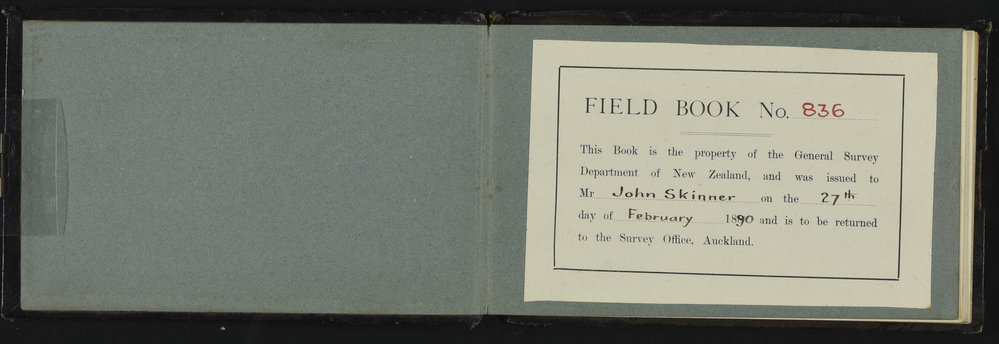 FIELD BOOK No. 836
This Book is the property of the General Survey
Department of New Zealand, and was issued to
Mr John Skinner on the 27th
day of February 1890 and is to be returned
to the Survey Office, Auckland.